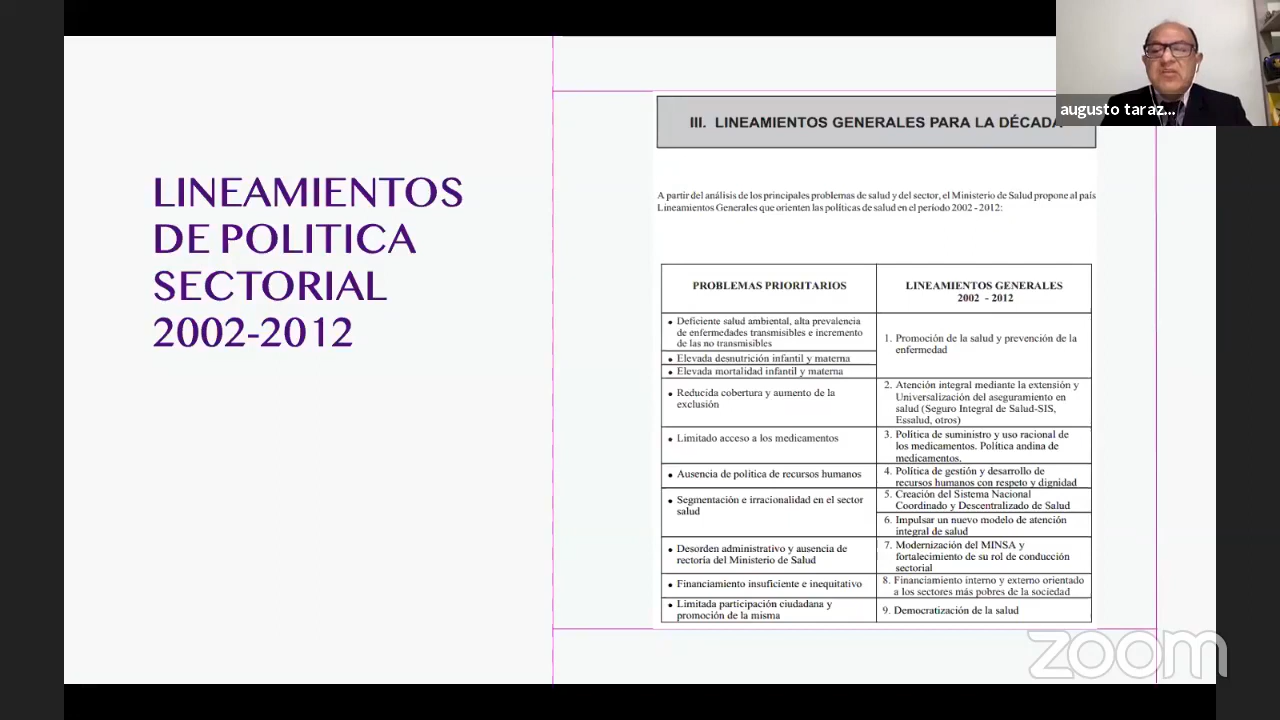 LINEAMIENTOS
DE POLITICA
SECTORIAL
2002-2012
III. LINEAMIENTOS GENERALES PARA LA DÉCADA
A partir del análisis de los principales problemas de salud y del sector, el Ministerio de Salud propone al país
Lineamientos Generales que orienten las políticas de salud en el periodo 2002 - 2012:
PROBLEMAS PRIORITARIOS
LINEAMIENTOS GENERALES
2002 - 2012
• Deficiente salud ambiental, alta prevalencia
de enfermedades transmisibles e incremento
de las no transmisibles
• Elevada desnutrición infantil y materna
• Elevada mortalidad infantil y materna
1. Promoción de la salud y prevención de la
enfermedad
• Reducida cobertura y aumento de la
exclusión
2. Atención integral mediante la extensión y
Universalización del aseguramiento en
salud (Seguro Integral de Salud-SIS,
Essalud, otros)
• Limitado acceso a los medicamentos
3. Política de suministro y uso racional de
los medicamentos. Política andina de
medicamentos.
• Ausencia de política de recursos humanos
4. Política de gestión y desarrollo de
recursos humanos con respeto y dignidad
• Segmentación e irracionalidad en el sector
salud
5. Creación del Sistema Nacional
Coordinado y Descentralizado de Salud
6. Impulsar un nuevo modelo de atención
integral de salud
• Desorden administrativo y ausencia de
rectoría del Ministerio de Salud
7. Modernización del MINSA y
fortalecimiento de su rol de conducción
sectorial
• Financiamiento insuficiente e inequitativo
8. Financiamiento interno y externo orientado
a los sectores más pobres de la sociedad
• Limitada participación ciudadana y
promoción de la misma
9. Democratización de la salud
augusto taraz...
zoom